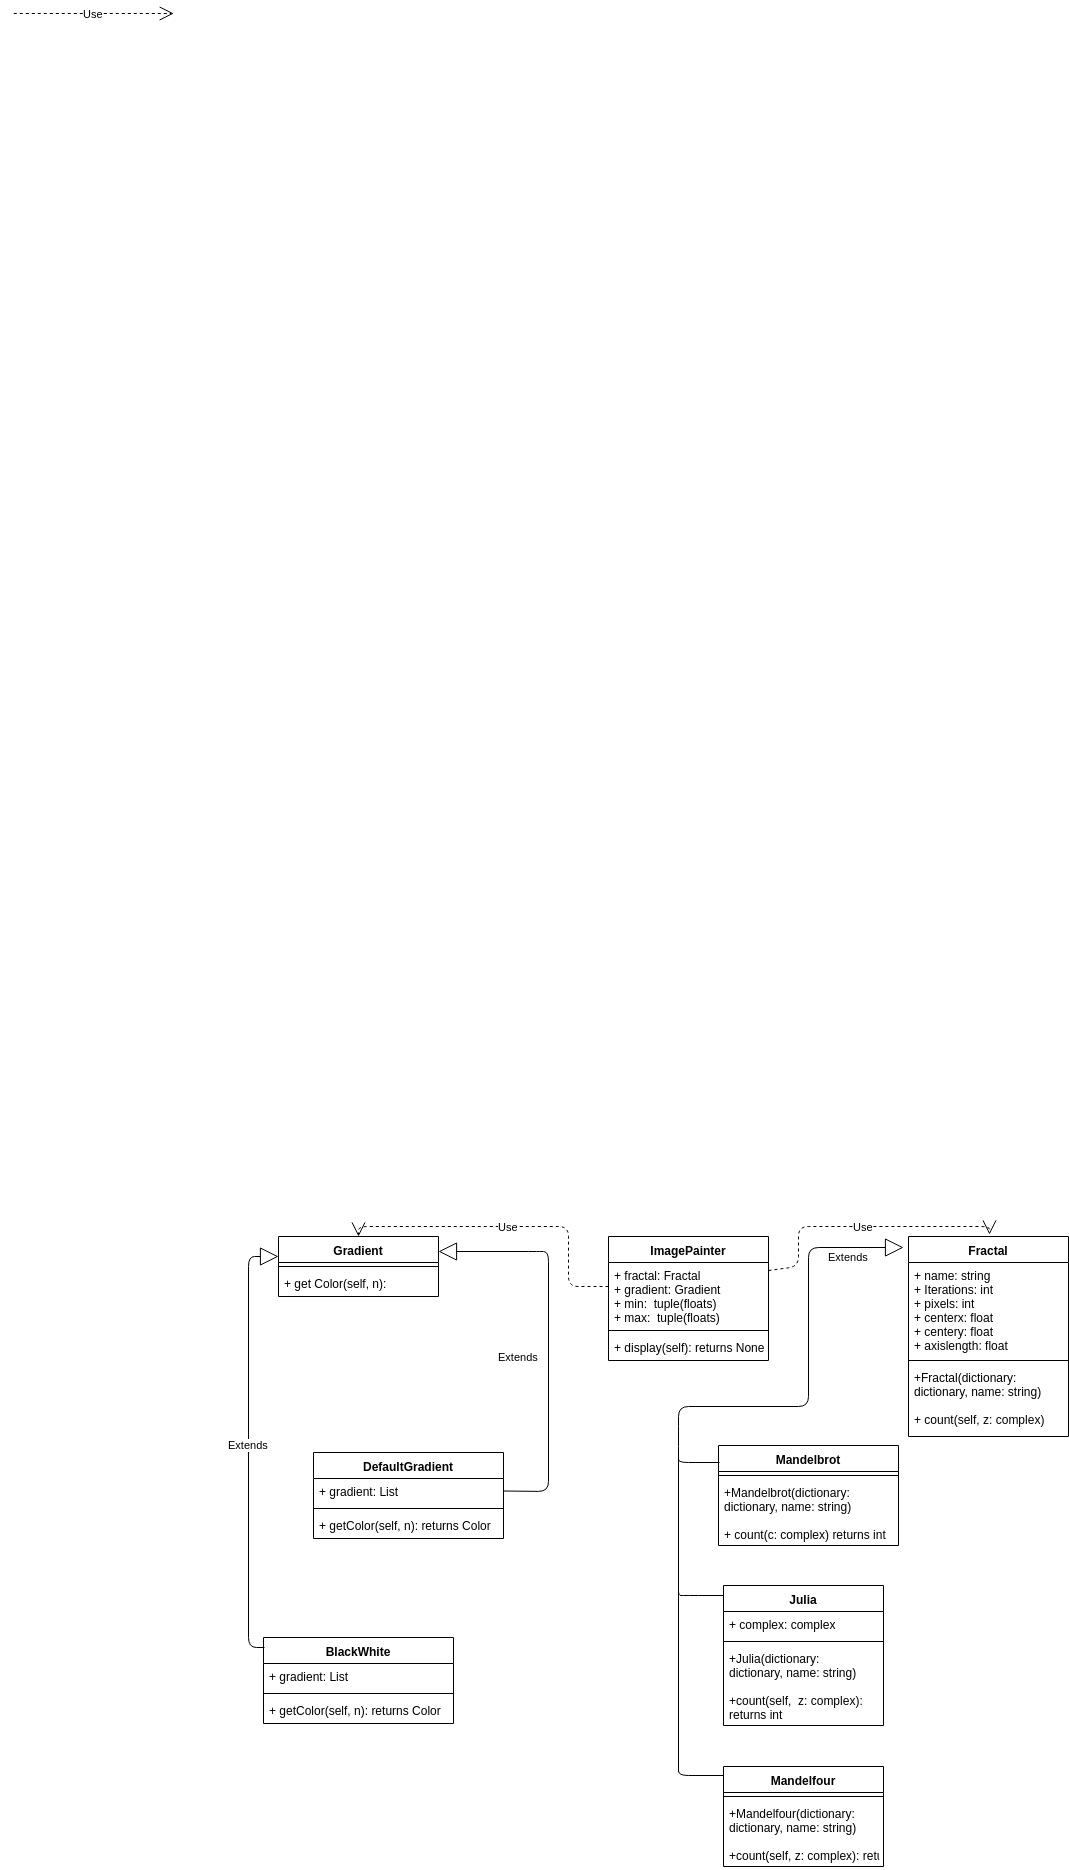 Use
Use
Use
Extends
Extends
Extends
Gradient
+ get Color(self, n):
ImagePainter
+ fractal: Fractal
+ gradient: Gradient
+ min:  tuple(floats)
+ max:  tuple(floats)
+ display(self): returns None
Fractal
+ name: string
+ Iterations: int
+ pixels: int
+ centerx: float
+ centery: float
+ axislength: float
+Fractal(dictionary:
dictionary, name: string)
+ count(self, z: complex)
DefaultGradient
+ gradient: List
+ getColor(self, n): returns Color
Mandelbrot
+Mandelbrot(dictionary:
dictionary, name: string)
+ count(c: complex) returns int
Julia
+ complex: complex
+Julia(dictionary:
dictionary, name: string)
+count(self,  z: complex):
returns int
BlackWhite
+ gradient: List
+ getColor(self, n): returns Color
Mandelfour
+Mandelfour(dictionary:
dictionary, name: string)
+count(self, z: complex):